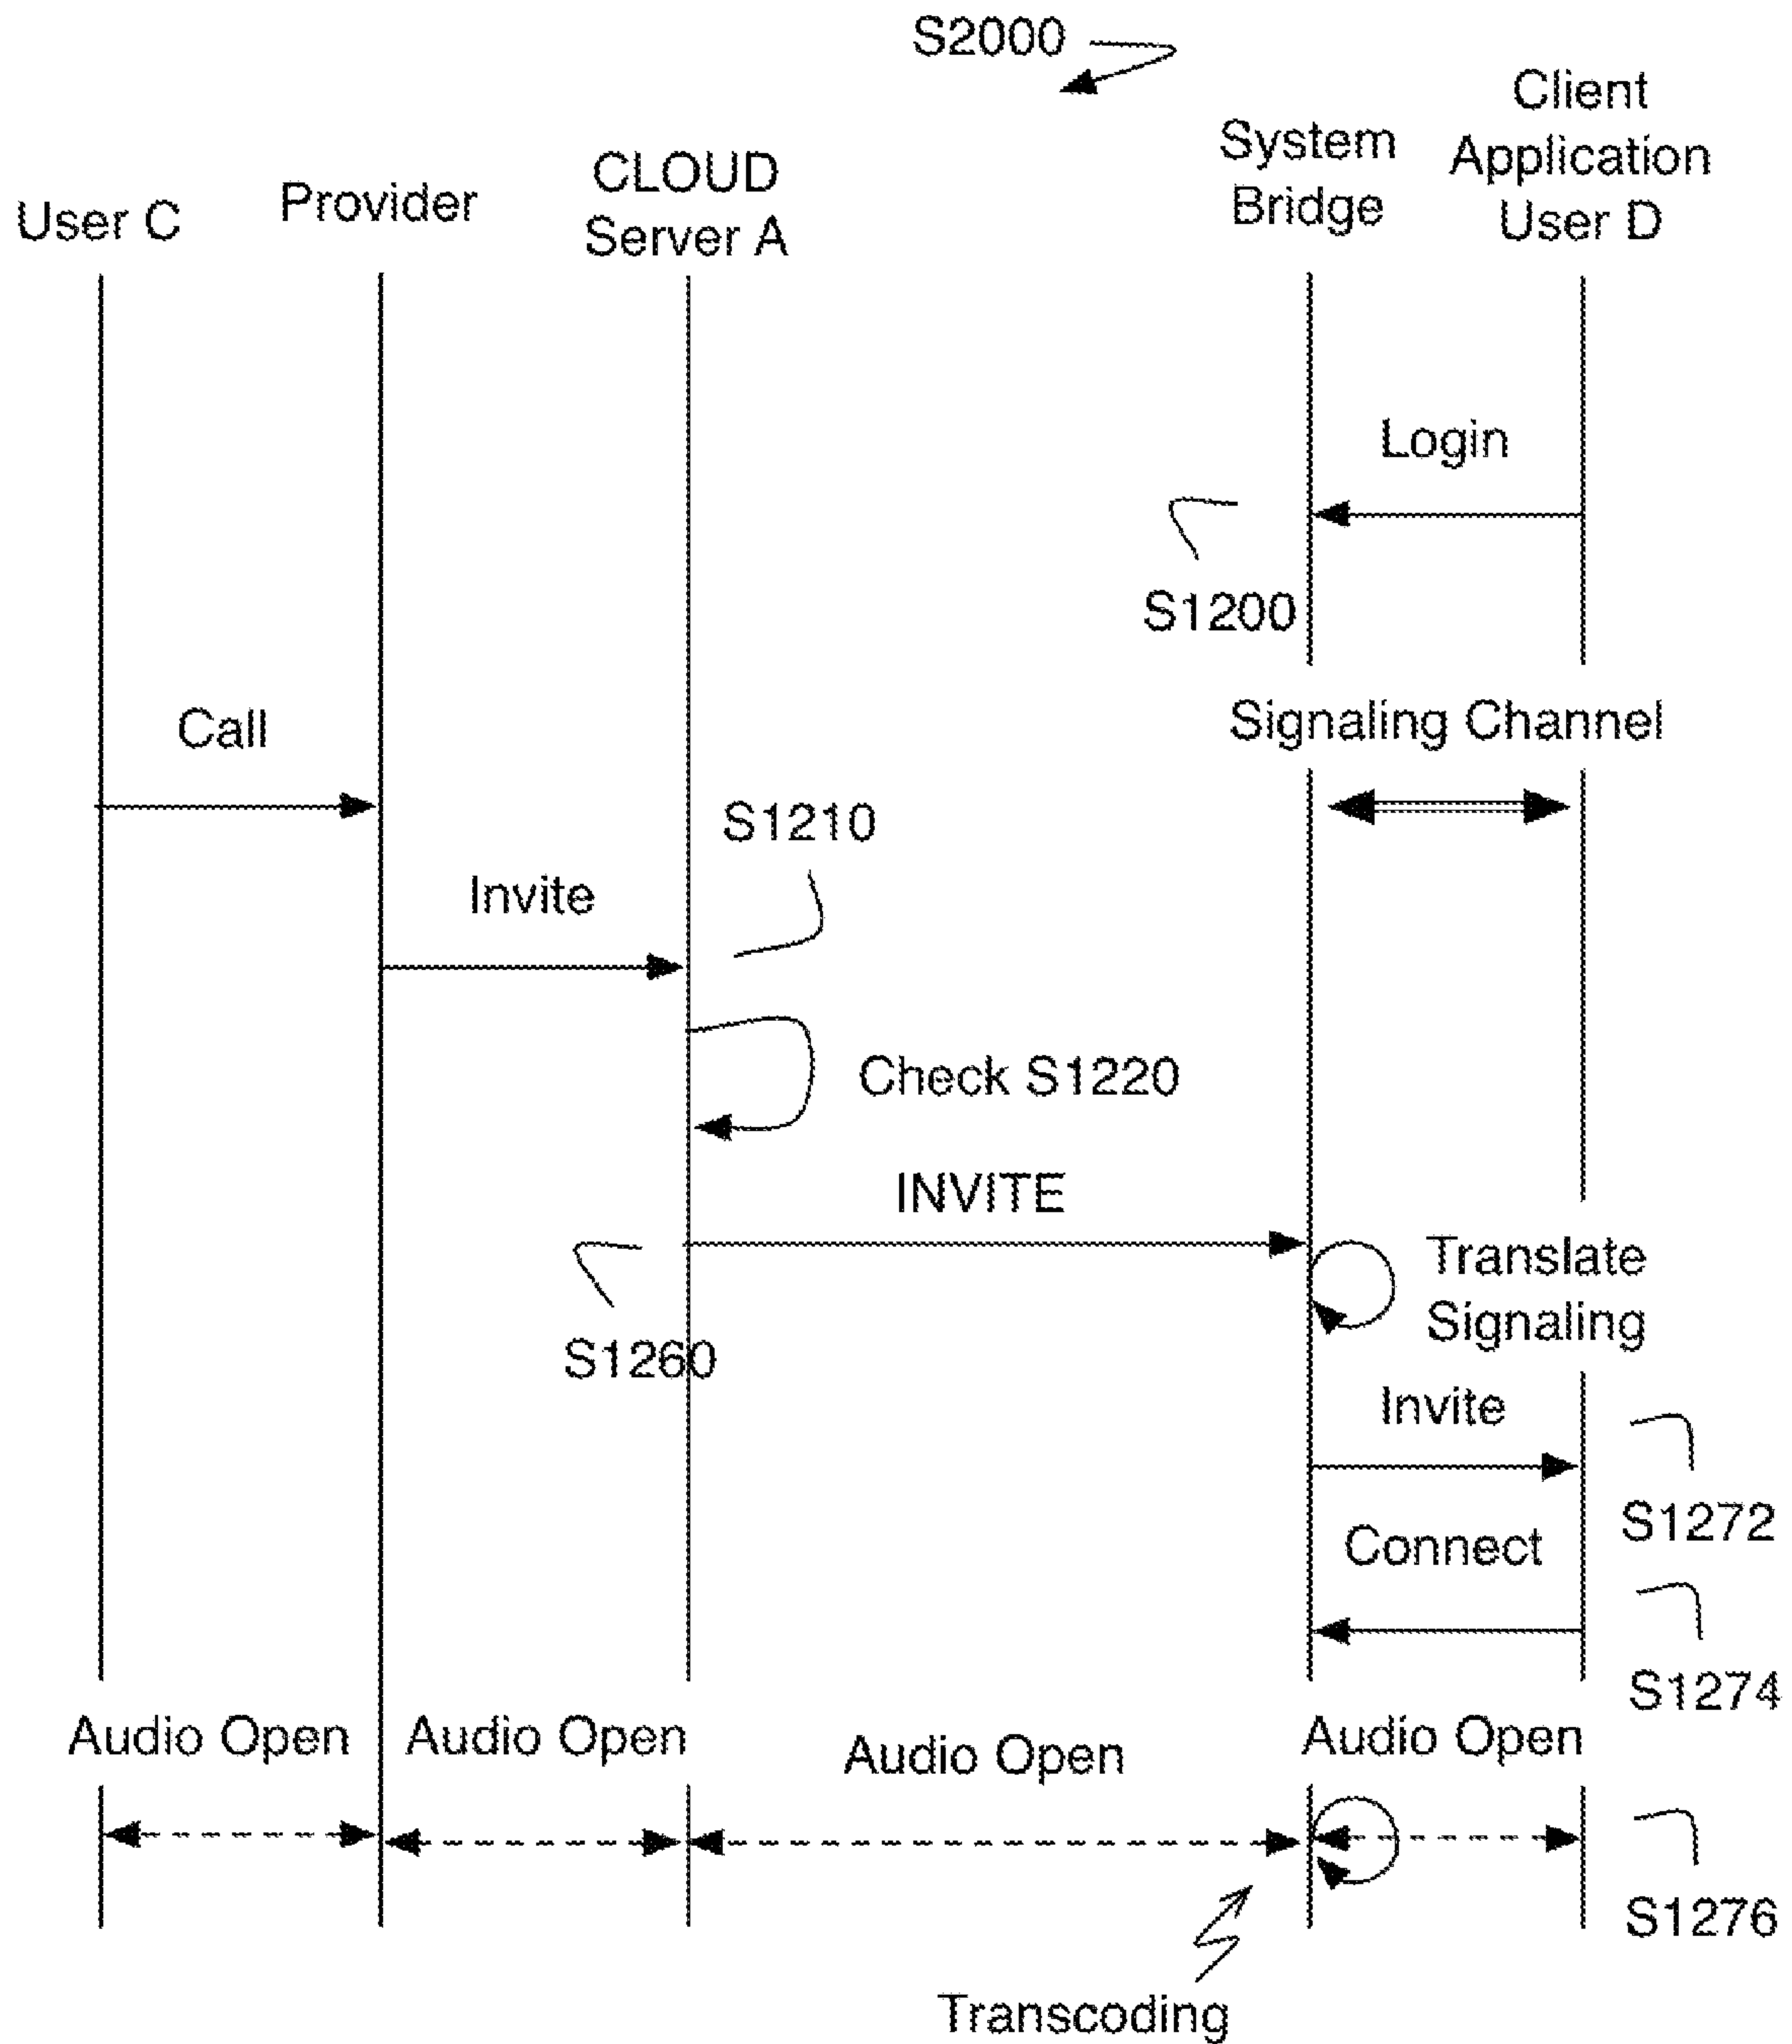 S2000
User C
Provider
CLOUD
Server A
System
Bridge
Client
Application
User D
Login
S1200
Signaling Channel
Call
S1210
Invite
Check S1220
INVITE
S1260
Translate
Signaling
Invite
S1272
Connect
S1274
Audio Open
Audio Open
Audio Open
Audio Open
S1276
Transcoding